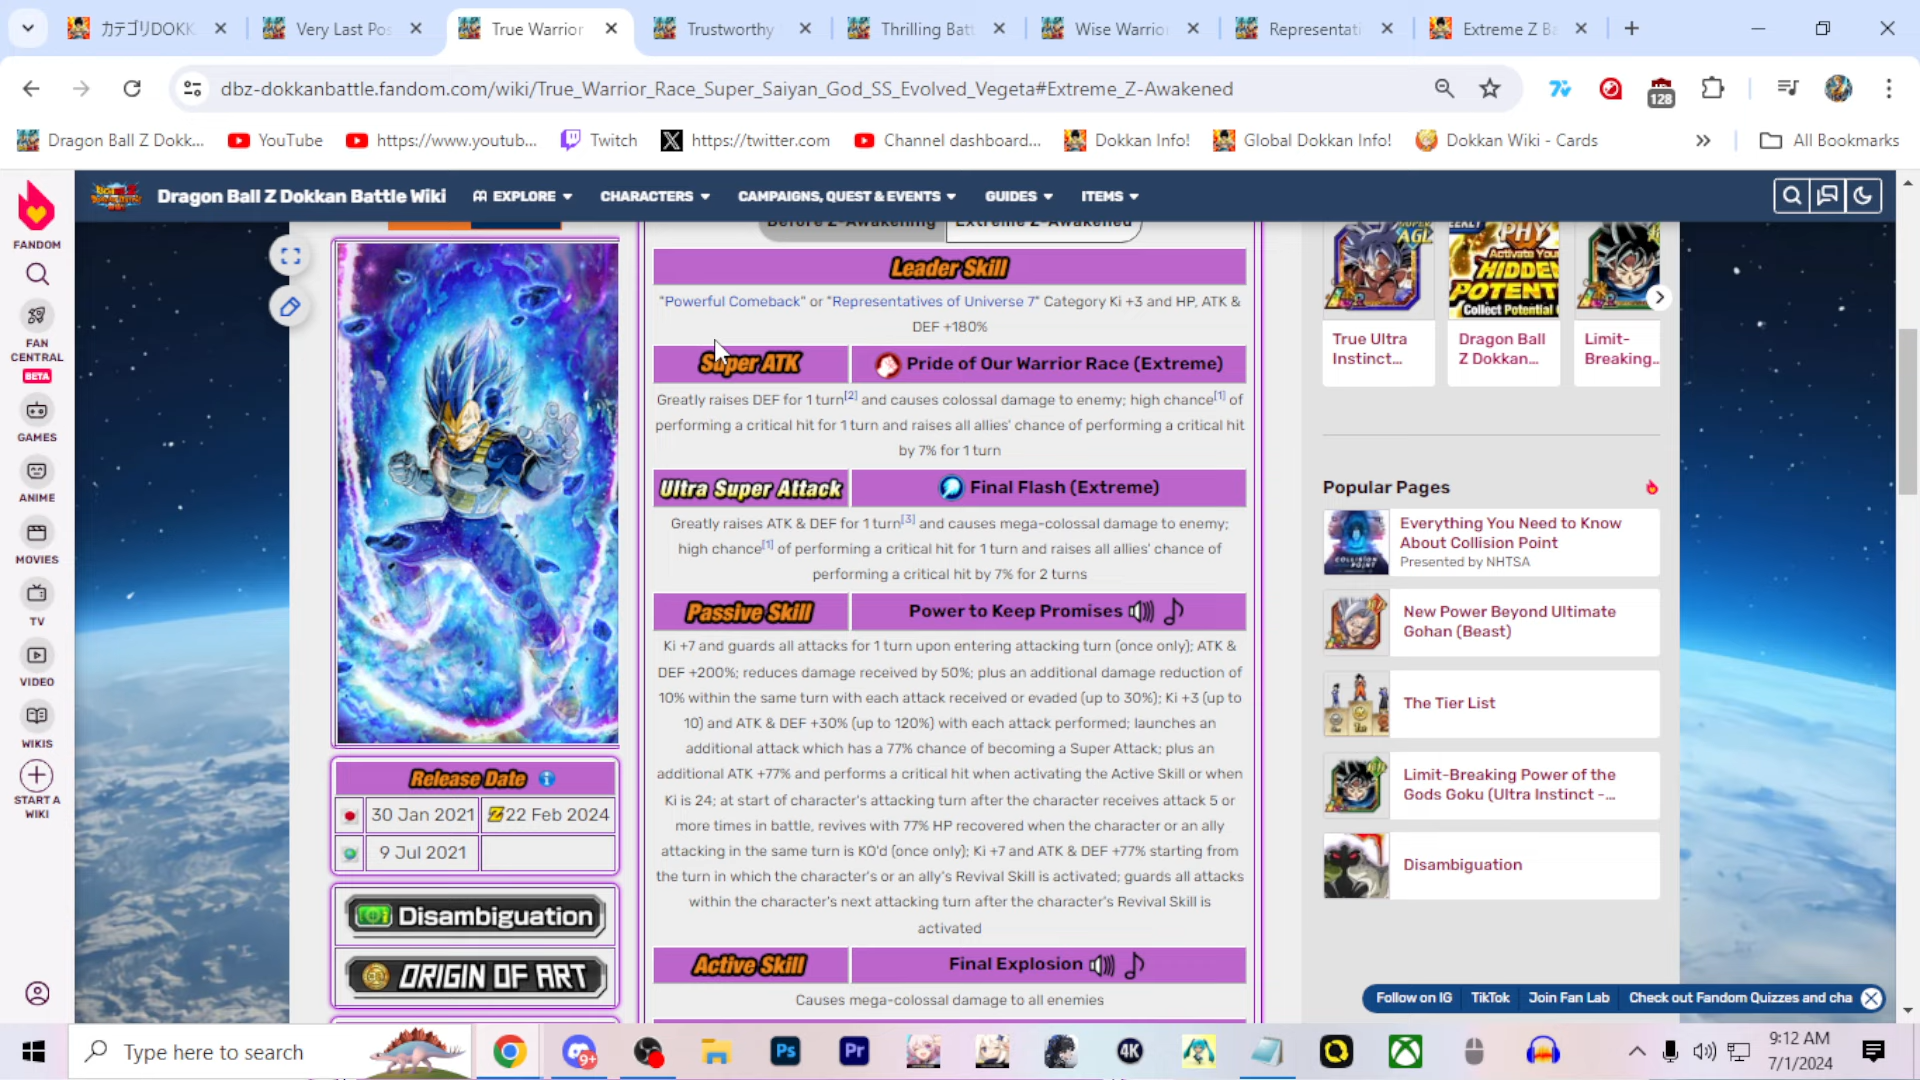 カテゴリDOKK
Very Last Pos
True Warrior
Trustworthy
Thrilling Batt
Wise Warrio
Representati
Extreme Z Ba
dbz-dokkanbattle.fandom.com/wiki/True_Warrior_Race_Super_Saiyan_God_SS_Evolved_Vegeta#Extreme_Z-Awakened
128
Dragon Ball Z Dokk...
YouTube
https://www.youtub...
Twitch
https://twitter.com
Channel dashboard...
Dokkan Info!
Global Dokkan Info!
Dokkan Wiki - Cards
»
All Bookmarks
Dragon Ball Z Dokkan Battle Wiki
EXPLORE
CHARACTERS
CAMPAIGNS, QUEST & EVENTS
GUIDES
ITEMS
FANDOM
FAN CENTRAL
BETA
GAMES
ANIME
MOVIES
TV
VIDEO
WIKIS
START A WIKI
Before Z-Awakening
Extreme Z-Awakened
Leader Skill
"Powerful Comeback" or "Representatives of Universe 7" Category Ki +3 and HP, ATK &
DEF +180%
Super ATK
Pride of Our Warrior Race (Extreme)
Greatly raises DEF for 1 turn[2] and causes colossal damage to enemy; high chance[1] of
performing a critical hit for 1 turn and raises all allies' chance of performing a critical hit
by 7% for 1 turn
Ultra Super Attack
Final Flash (Extreme)
Greatly raises ATK & DEF for 1 turn[3] and causes mega-colossal damage to enemy;
high chance[1] of performing a critical hit for 1 turn and raises all allies' chance of
performing a critical hit by 7% for 2 turns
Passive Skill
Power to Keep Promises
Ki +7 and guards all attacks for 1 turn upon entering attacking turn (once only); ATK &
DEF +200%; reduces damage received by 50%; plus an additional damage reduction of
10% within the same turn with each attack received or evaded (up to 30%); Ki +3 (up to
10) and ATK & DEF +30% (up to 120%) with each attack performed; launches an
additional attack which has a 77% chance of becoming a Super Attack; plus an
additional ATK +77% and performs a critical hit when activating the Active Skill or when
Ki is 24; at start of character's attacking turn after the character receives attack 5 or
more times in battle, revives with 77% HP recovered when the character or an ally
attacking in the same turn is KO'd (once only); Ki +7 and ATK & DEF +77% starting from
the turn in which the character's or an ally's Revival Skill is activated; guards all attacks
within the character's next attacking turn after the character's Revival Skill is
activated
Active Skill
Final Explosion
Causes mega-colossal damage to all enemies
Release Date
30 Jan 2021
22 Feb 2024
9 Jul 2021
Disambiguation
ORIGIN OF ART
SUPER
AGL
PHY
Activate Your
HIDDEN
POTENT
Collect Potential
True Ultra
Instinct...
Dragon Ball
Z Dokkan...
Limit-
Breaking...
Popular Pages
Everything You Need to Know
About Collision Point
Presented by NHTSA
New Power Beyond Ultimate
Gohan (Beast)
The Tier List
Limit-Breaking Power of the
Gods Goku (Ultra Instinct -...
Disambiguation
Follow on IG
TikTok
Join Fan Lab
Check out Fandom Quizzes and cha
Type here to search
9+
Ps
Pr
4K
9:12 AM
7/1/2024